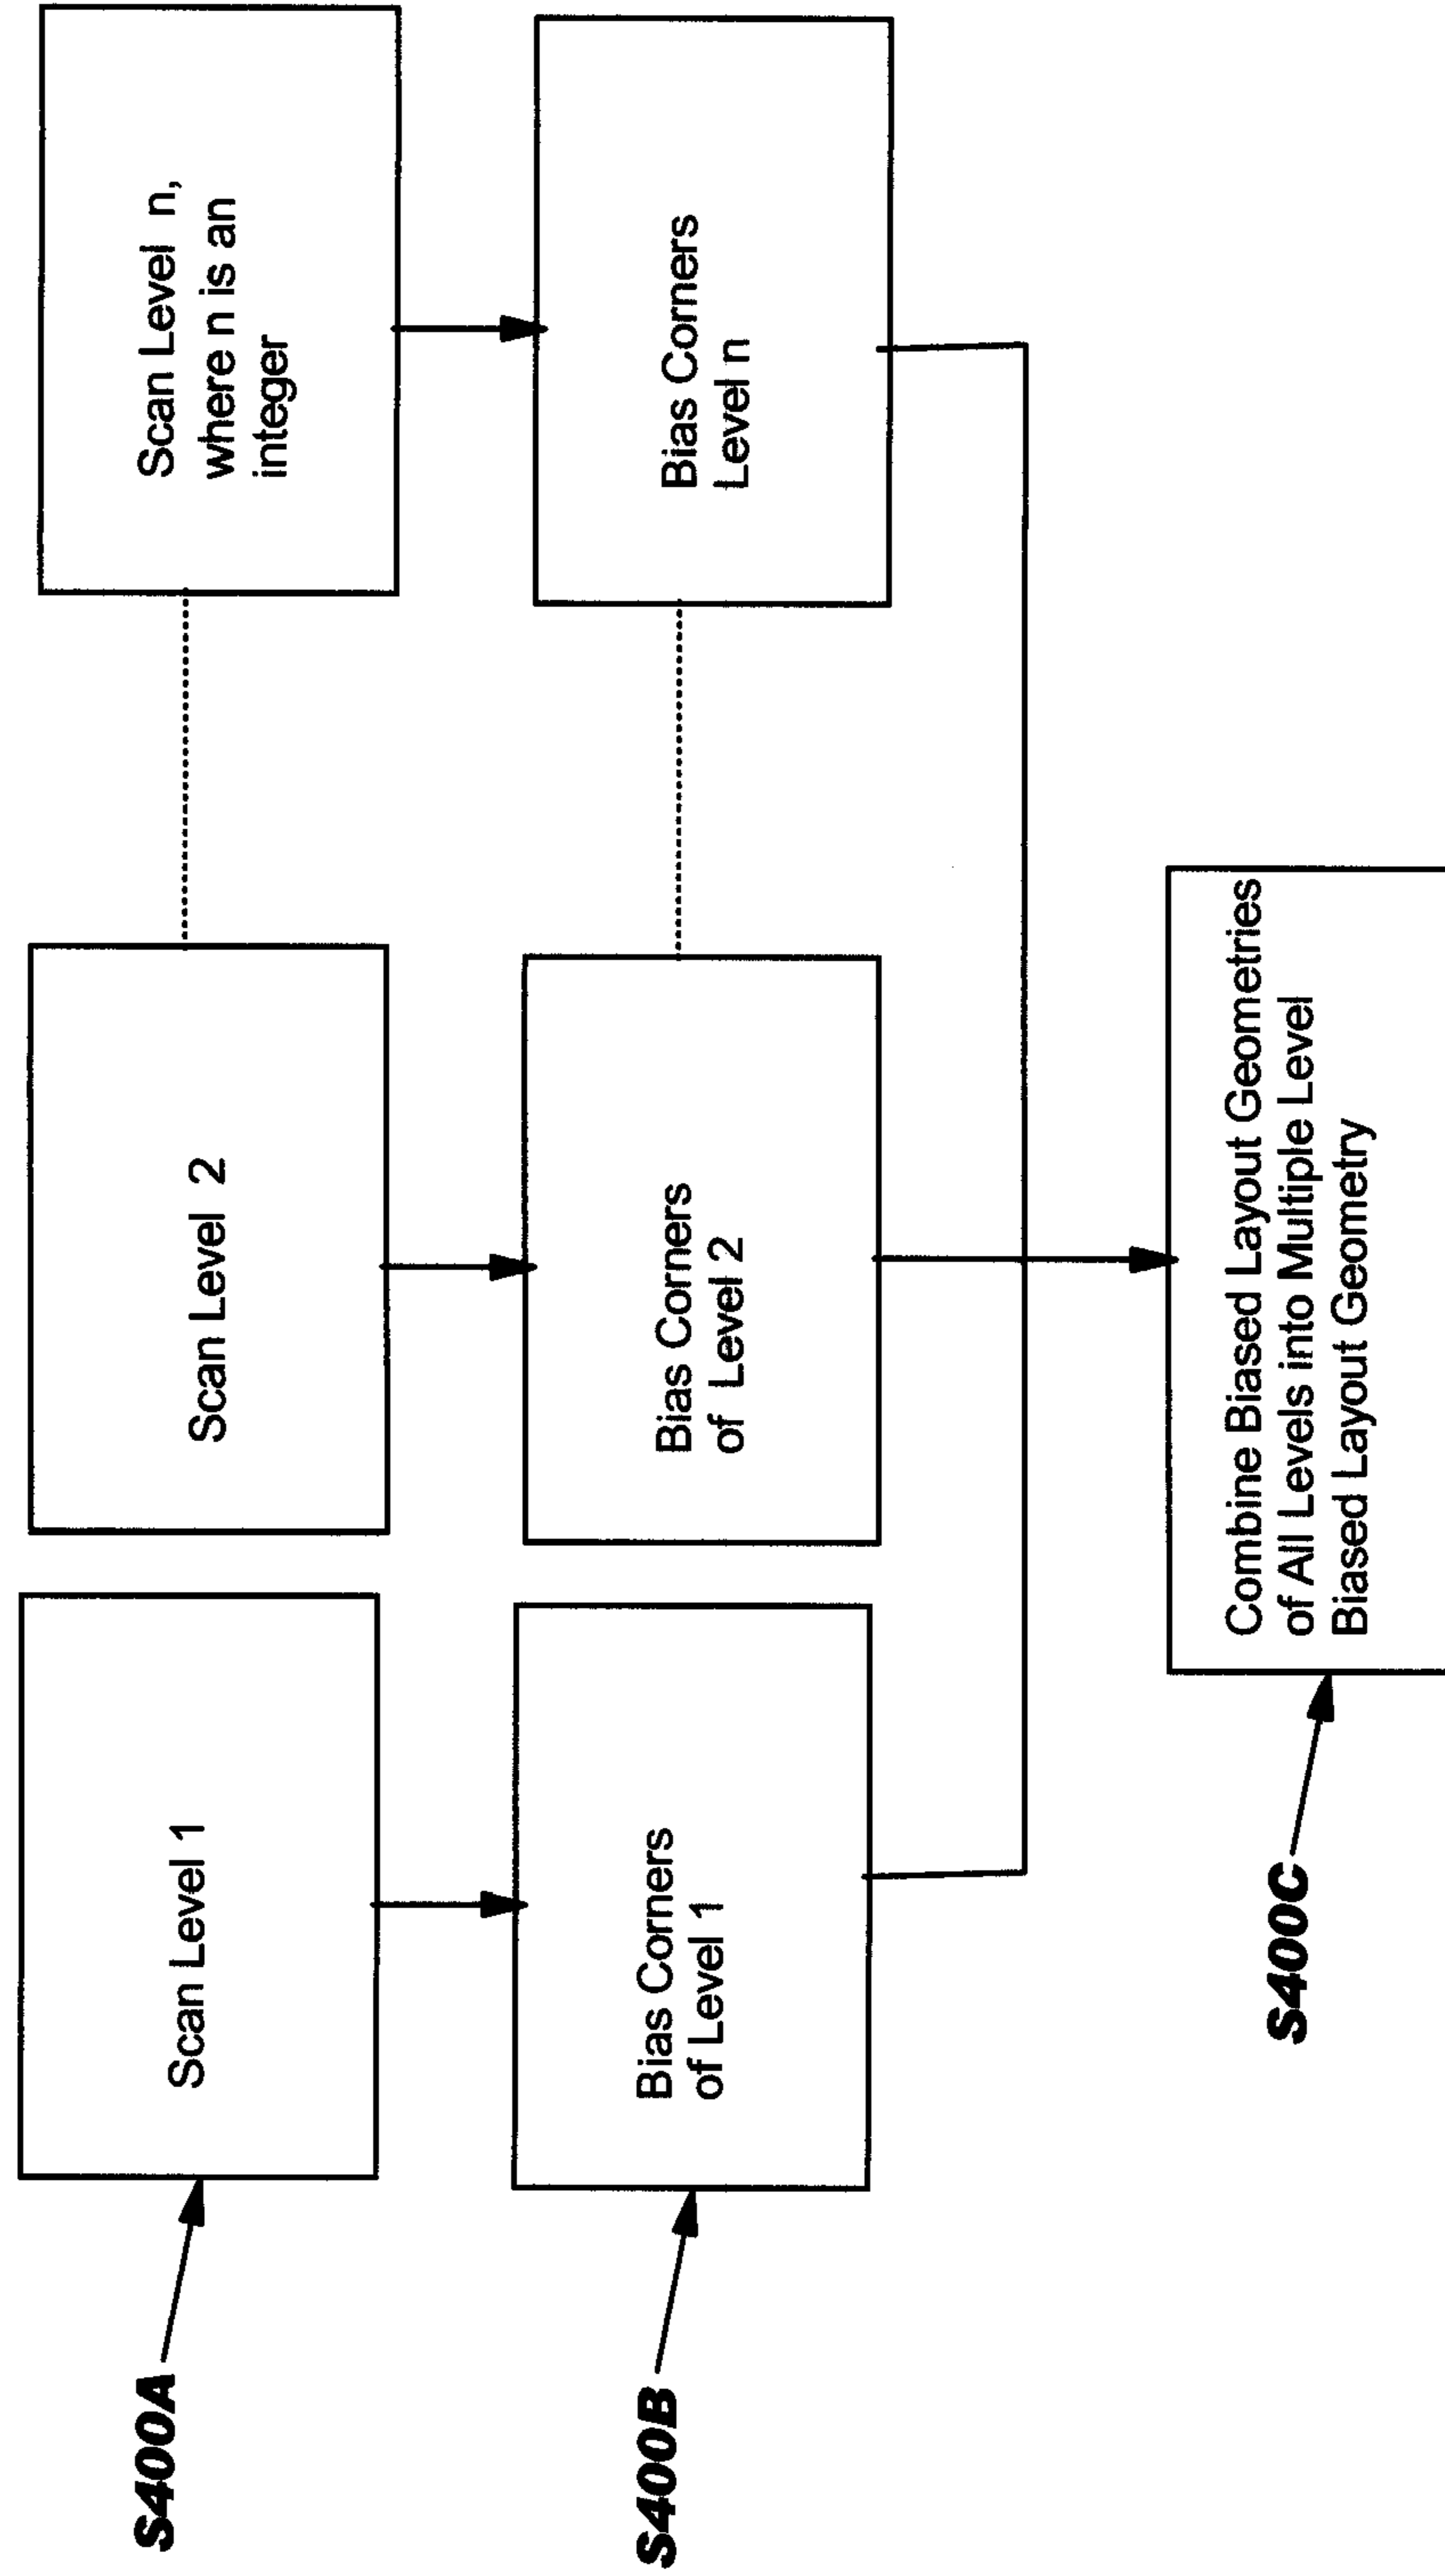 S400A
Scan Level 1
Scan Level 2
Scan Level n,
where n is an
integer
S400B
Bias Corners
of Level 1
Bias Corners
of Level 2
Bias Corners
Level n
S400C
Combine Biased Layout Geometries
of All Levels into Multiple Level
Biased Layout Geometry